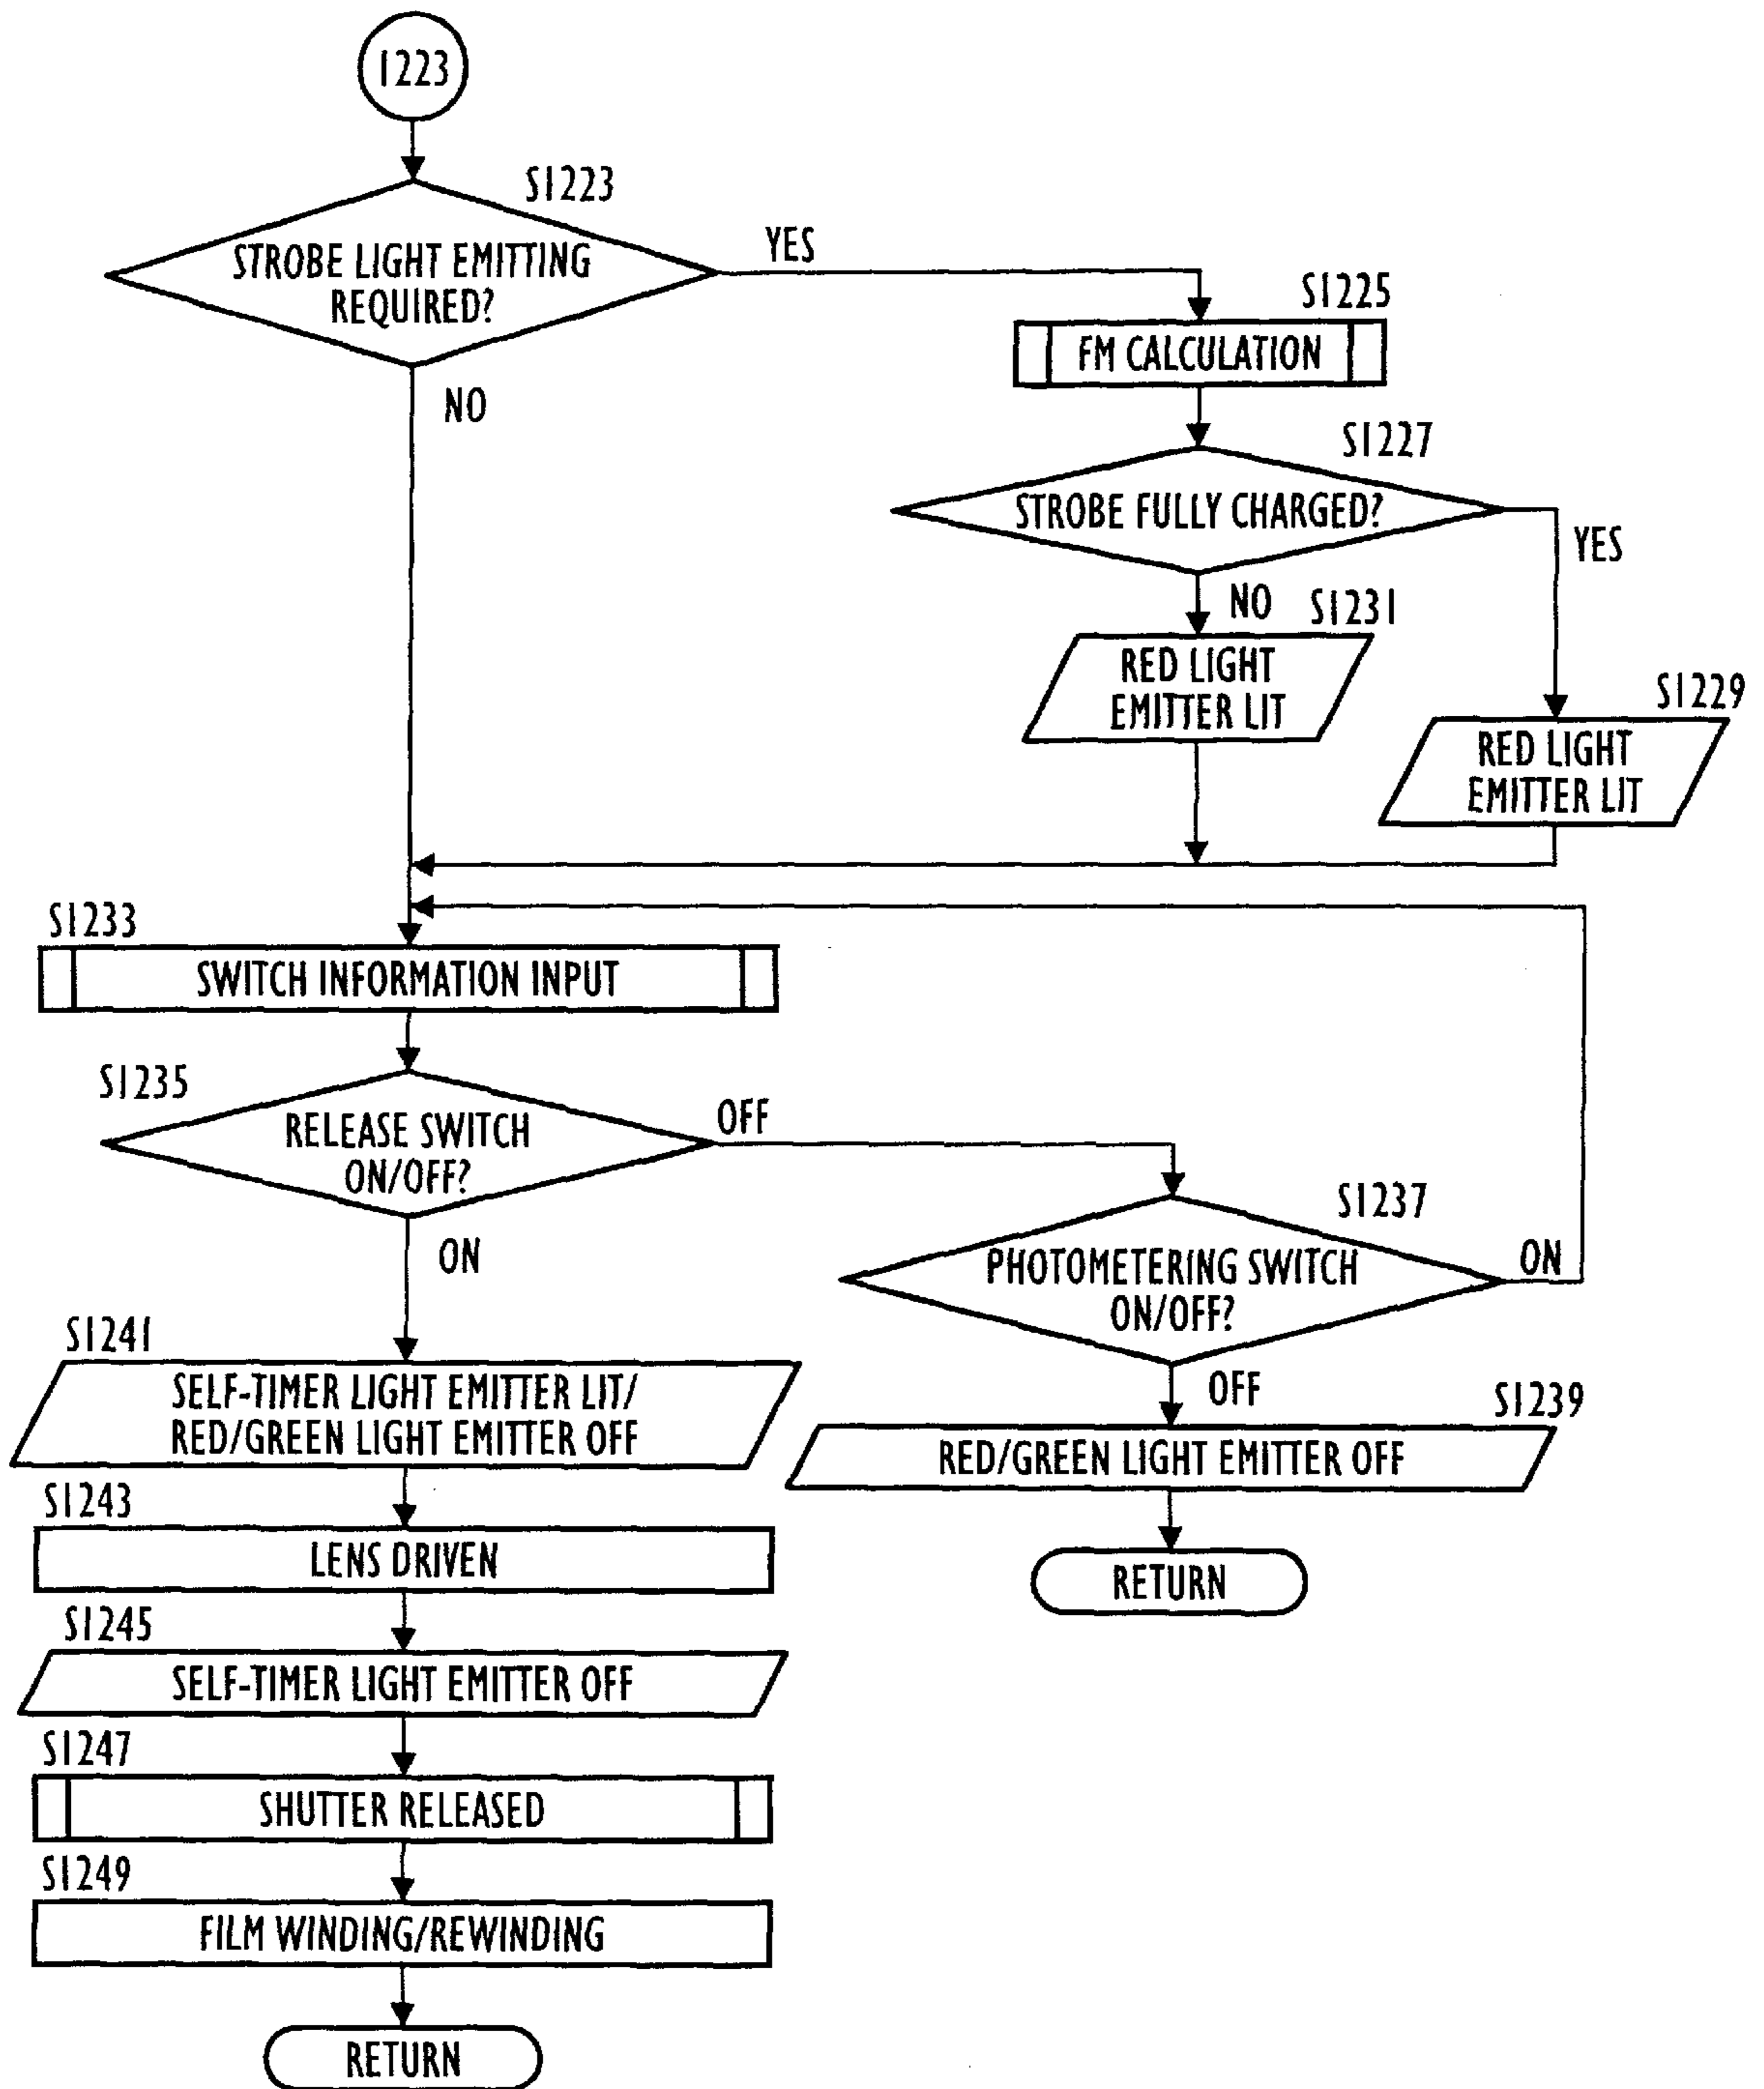 1223
S1223
STROBE LIGHT EMITTING
REQUIRED?
YES
NO
S1225
FM CALCULATION
S1227
STROBE FULLY CHARGED?
YES
NO
S1231
RED LIGHT
EMITTER LIT
S1229
RED LIGHT
EMITTER LIT
S1233
SWITCH INFORMATION INPUT
S1235
RELEASE SWITCH
ON/OFF?
OFF
ON
S1237
PHOTOMETERING SWITCH
ON/OFF?
ON
OFF
S1239
RED/GREEN LIGHT EMITTER OFF
RETURN
S1241
SELF-TIMER LIGHT EMITTER LIT/
RED/GREEN LIGHT EMITTER OFF
S1243
LENS DRIVEN
S1245
SELF-TIMER LIGHT EMITTER OFF
S1247
SHUTTER RELEASED
S1249
FILM WINDING/REWINDING
RETURN